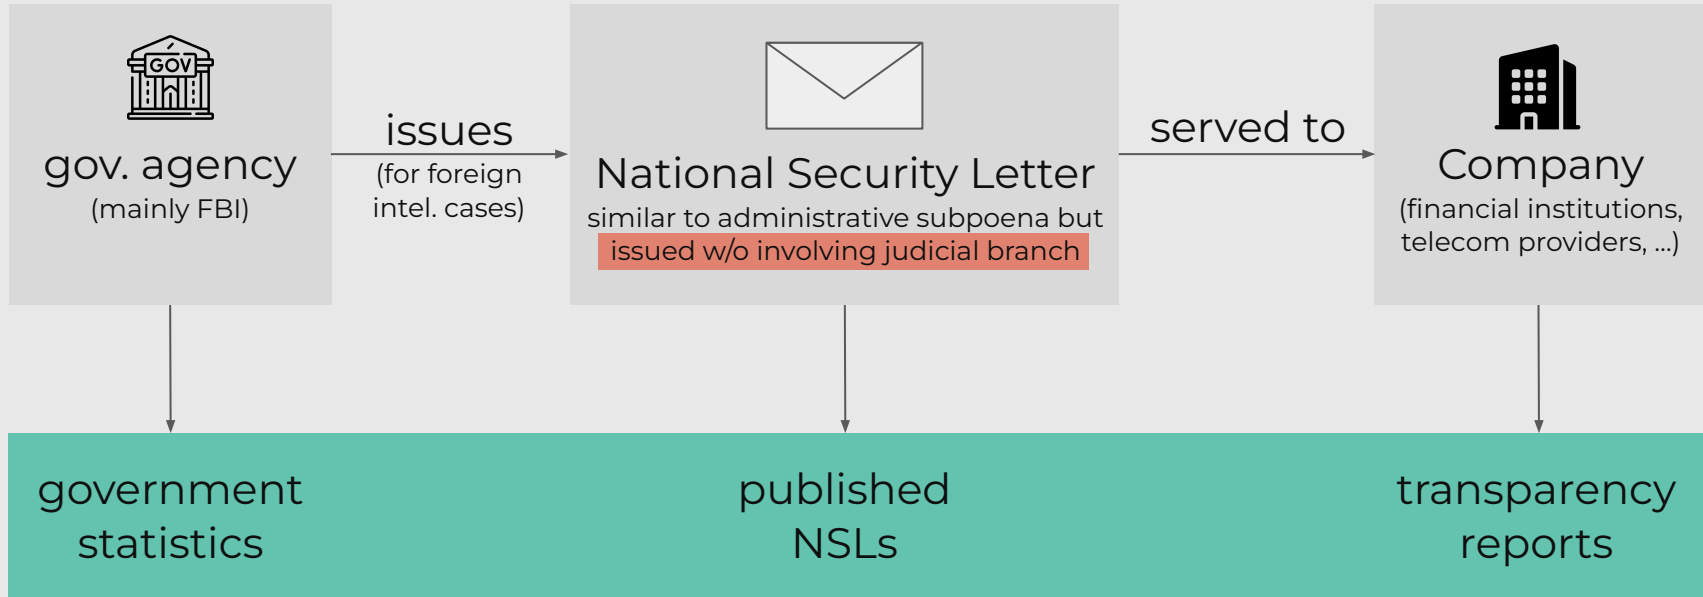 GOV
gov. agency
(mainly FBI)
issues
(for foreign
intel. cases)
National Security Letter
similar to administrative subpoena but
issued w/o involving judicial branch
served to
Company
(financial institutions,
telecom providers, ...)
government
statistics
published
NSLs
transparency
reports